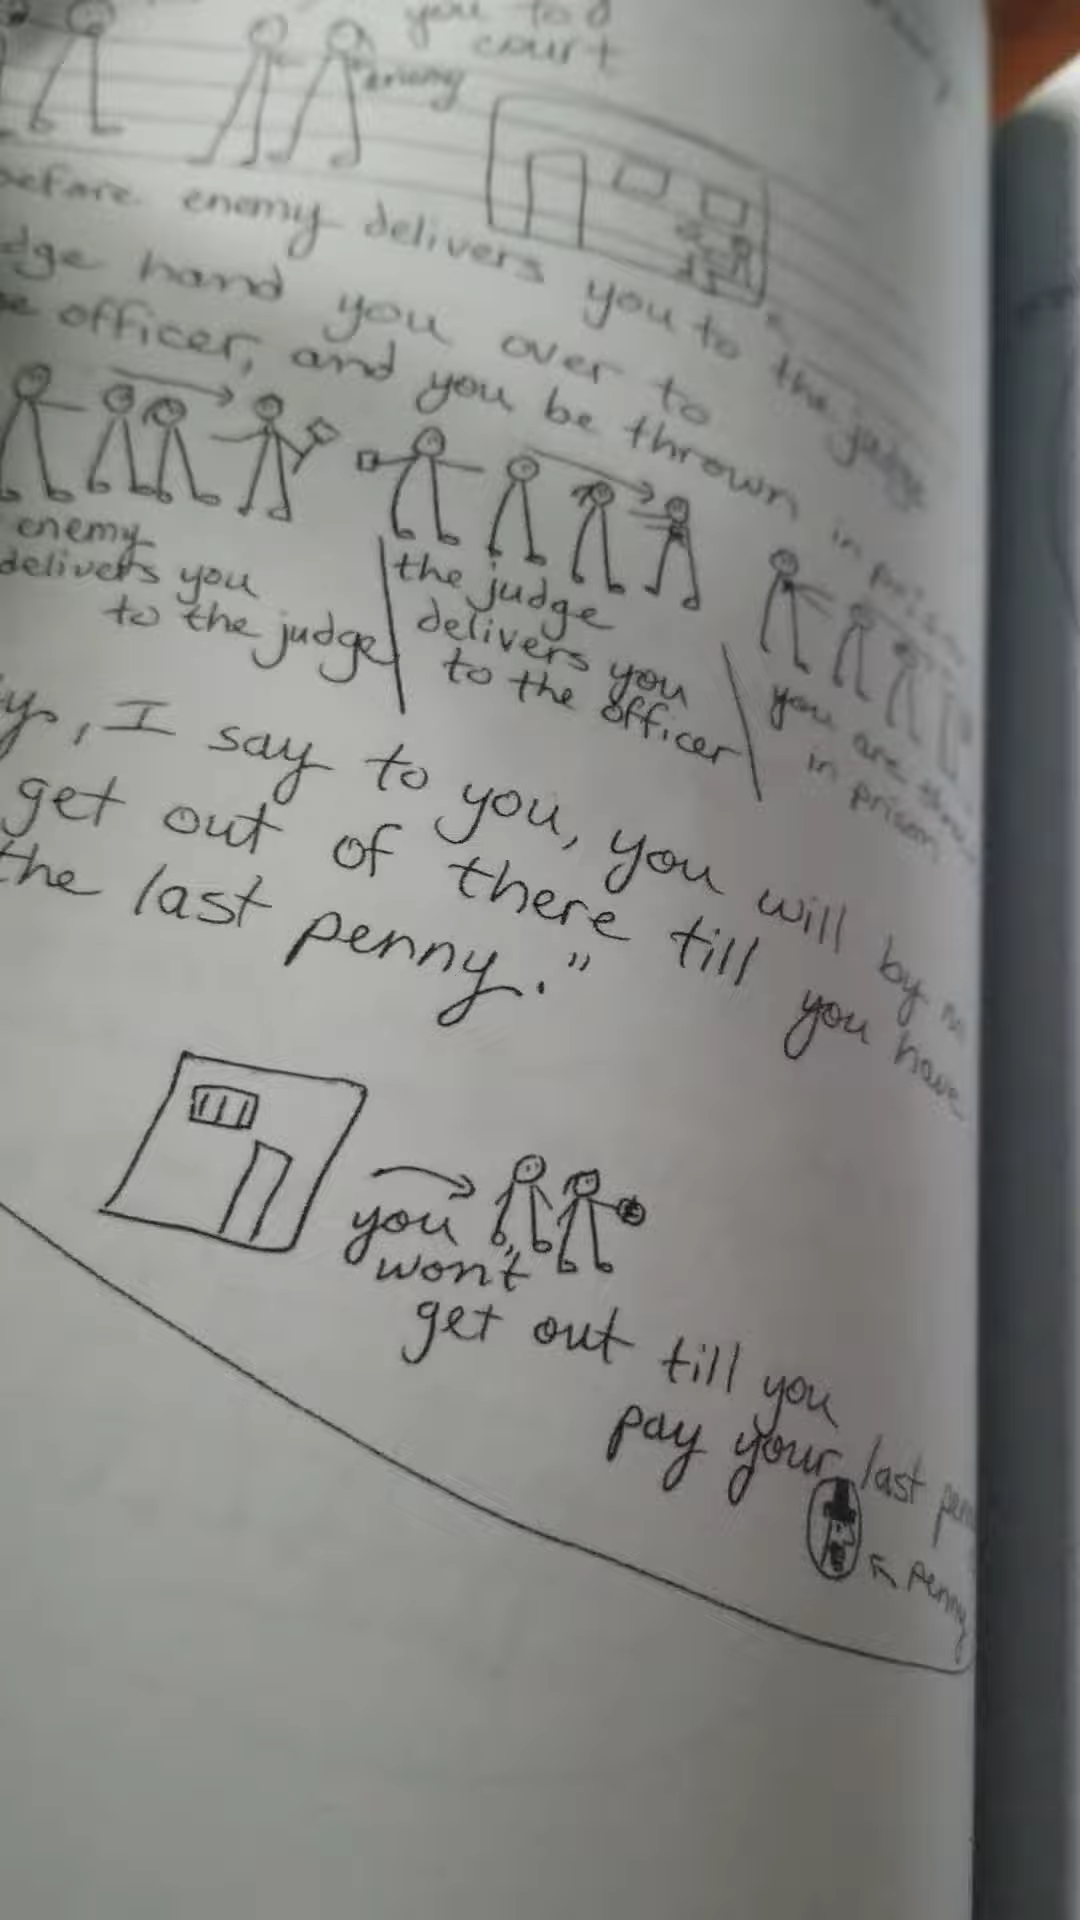 you to a
court
enemy
before enemy delivers you to the judge
hand you over to
officer, and you be thrown in prison
enemy
delivers you
to the judge
the judge
delivers you
to the officer
you are
in prison
I say to you, you will by
get out of there till you have
the last penny."
you
won't
get out till you
pay your last
penny